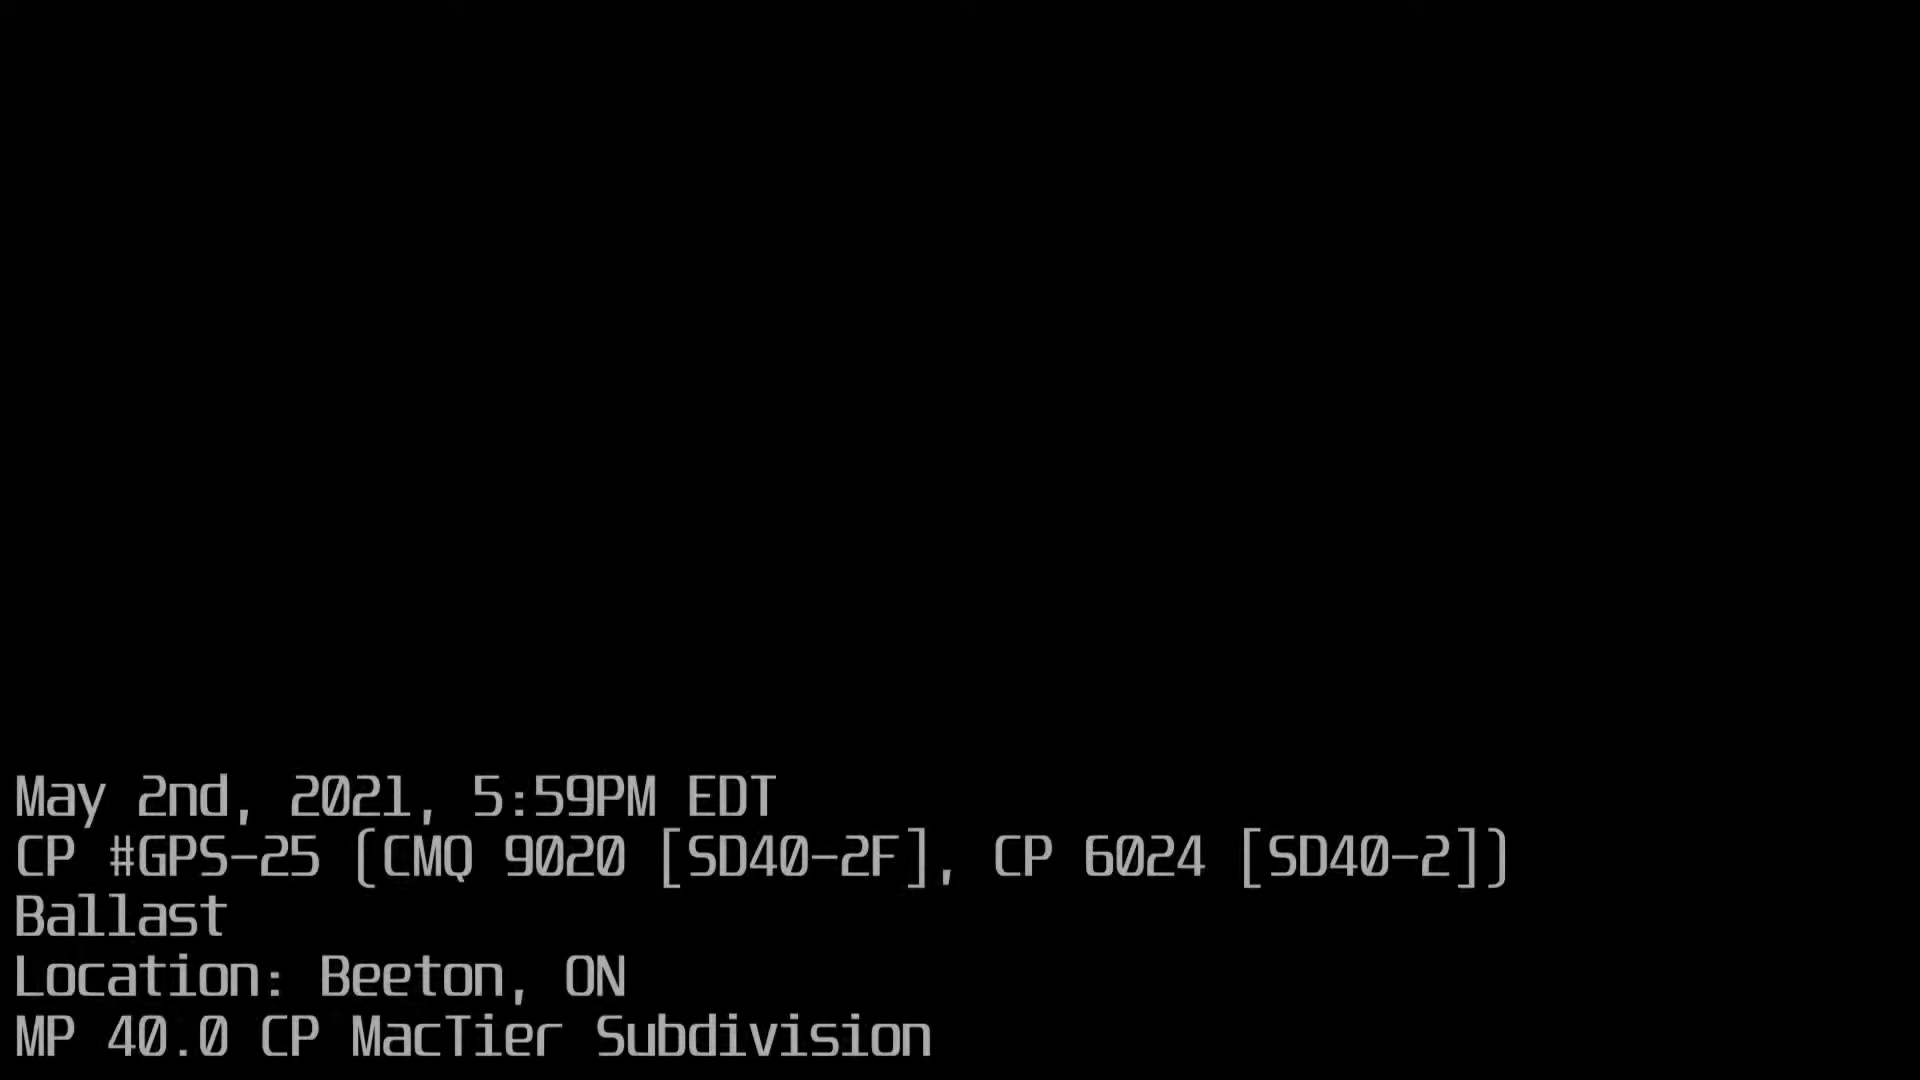 May 2nd, 2021, 5:59PM EDT
CP #GPS-25 (CMQ 9020 [SD40-2F], CP 6024 [SD40-2])
Ballast
Location: Beeton, ON
MP 40.0 CP MacTier Subdivision